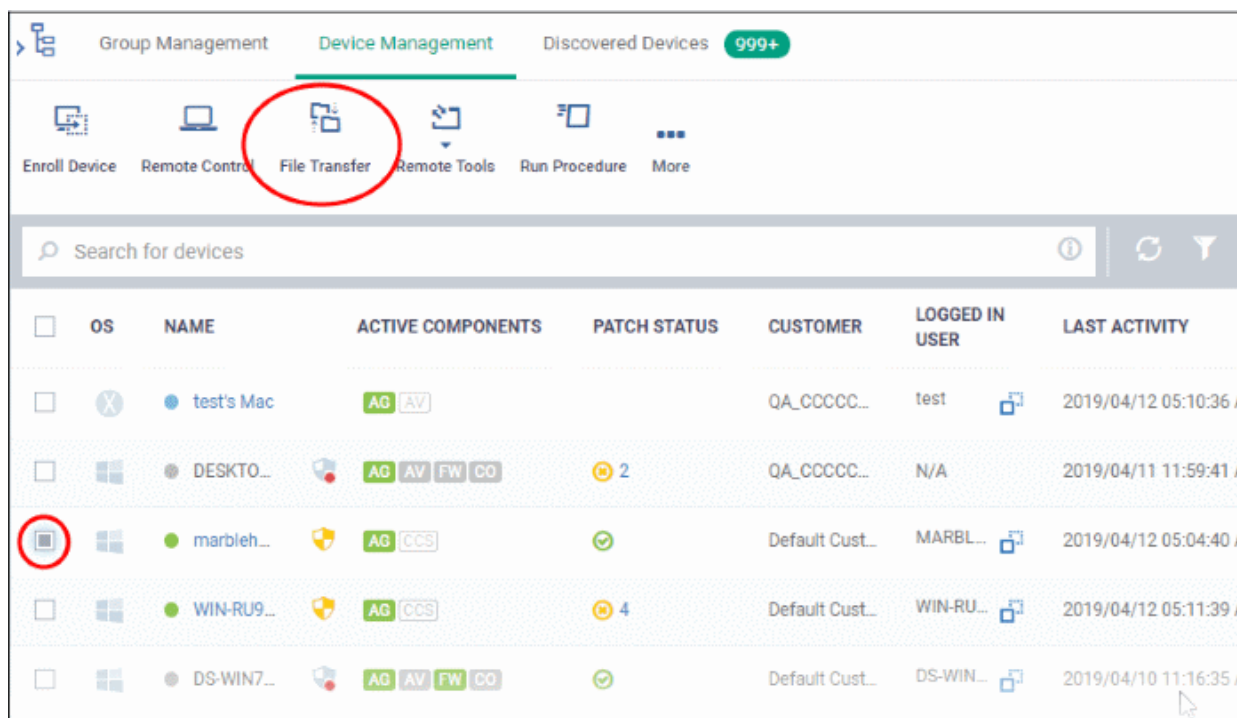 Group Management Device Management Discovered Devices 999+
Enroll Device Remote Control File Transfer Remote Tools Run Procedure More
Search for devices
OS NAME ACTIVE COMPONENTS PATCH STATUS CUSTOMER LOGGED IN USER LAST ACTIVITY
test's Mac AG AV QA_CCCCC... test 2019/04/12 05:10:36
DESKTO... AG AV FW CO 2 QA_CCCCC... N/A 2019/04/11 11:59:41
marbleh... AG CCS Default Cust... MARBL... 2019/04/12 05:04:40
WIN-RU9... AG CCS 4 Default Cust... WIN-RU... 2019/04/12 05:11:39
DS-WIN7... AG AV FW CO Default Cust... DS-WIN... 2019/04/10 11:16:35